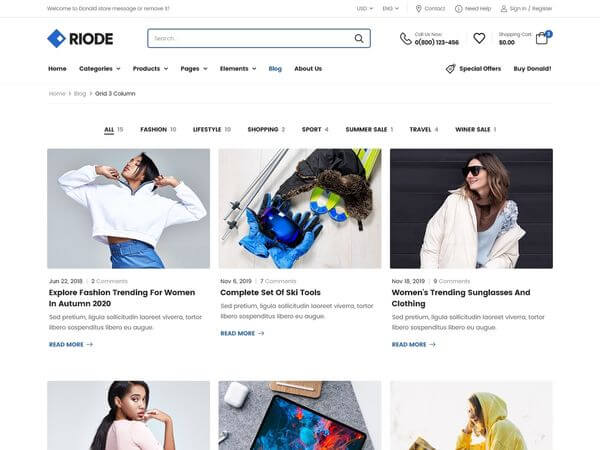 Welcome to Donald store message or remove it!
USD
ENG
Contact
Need Help
Sign in / Register
RIODE
Search...
Call Us Now:
0(800) 123-456
Shopping Cart:
$0.00
3
Home
Categories
Products
Pages
Elements
Blog
About Us
Special Offers
Buy Donald!
Home > Blog > Grid 3 Column
ALL 15
FASHION 10
LIFESTYLE 10
SHOPPING 2
SPORT 4
SUMMER SALE 1
TRAVEL 4
WINER SALE 1
Jun 22, 2018 | 2 Comments
Explore Fashion Trending For Women
In Autumn 2020
Sed pretium, ligula sollicitudin laoreet viverra, tortor
libero sospenditus libero eu augue.
READ MORE
Nov 6, 2019 | 7 Comments
Complete Set Of Ski Tools
Sed pretium, ligula sollicitudin laoreet viverra, tortor
libero sospenditus libero eu augue.
READ MORE
Nov 18, 2019 | 9 Comments
Women's Trending Sunglasses And
Clothing
Sed pretium, ligula sollicitudin laoreet viverra, tortor
libero sospenditus libero eu augue.
READ MORE